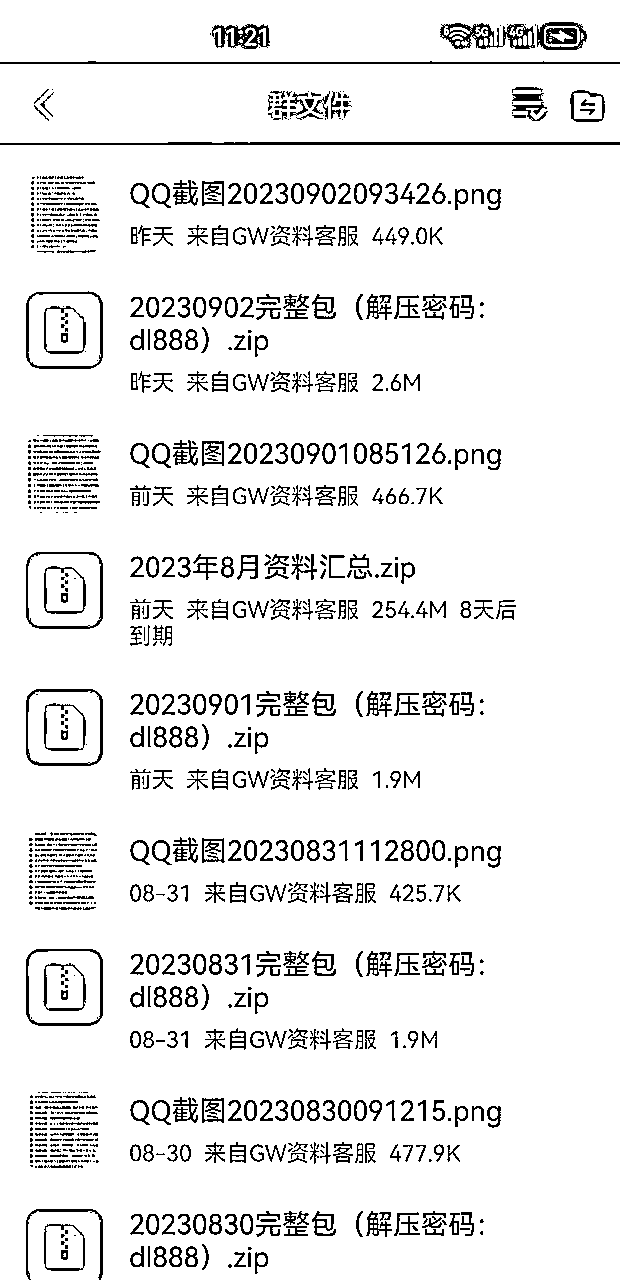 11:21
群文件
QQ截图20230902093426.png
昨天 来自GW资料客服 449.0K
20230902完整包（解压密码：
dl888）.zip
昨天 来自GW资料客服 2.6M
QQ截图20230901085126.png
前天 来自GW资料客服 466.7K
2023年8月资料汇总.zip
前天 来自GW资料客服 254.4M 8天后
到期
20230901完整包（解压密码：
dl888）.zip
前天 来自GW资料客服 1.9M
QQ截图20230831112800.png
08-31 来自GW资料客服 425.7K
20230831完整包（解压密码：
dl888）.zip
08-31 来自GW资料客服 1.9M
QQ截图20230830091215.png
08-30 来自GW资料客服 477.9K
20230830完整包（解压密码：
dl888）.zip